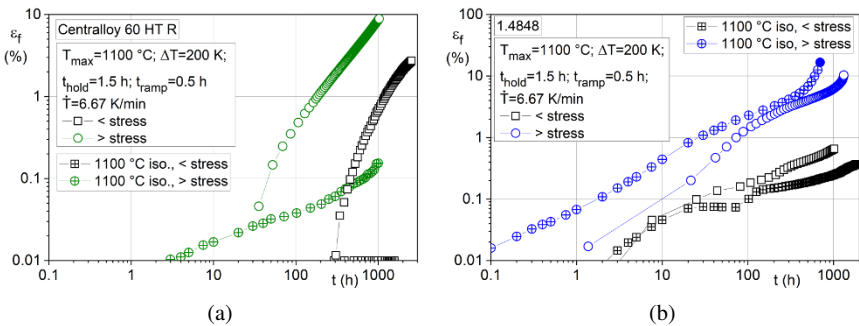 (a)
Centralloy 60 HT R
ε_f
(%)
T_max=1100 °C; ΔT=200 K;
t_hold=1.5 h; t_ramp=0.5 h
Ṫ=6.67 K/min
< stress
> stress
1100 °C iso., < stress
1100 °C iso., > stress
10
1
0.1
0.01
0.1 1 10 100 1000
t (h)
(a)
(b)
1.4848
ε_f
(%)
T_max=1100 °C; ΔT=200 K,
t_hold=1.5 h; t_ramp=0.5 h
Ṫ=6.67 K/min
< stress
> stress
1100 °C iso, < stress
1100 °C iso, > stress
100
10
1
0.1
0.01
0.1 1 10 100 1000
t (h)
(b)